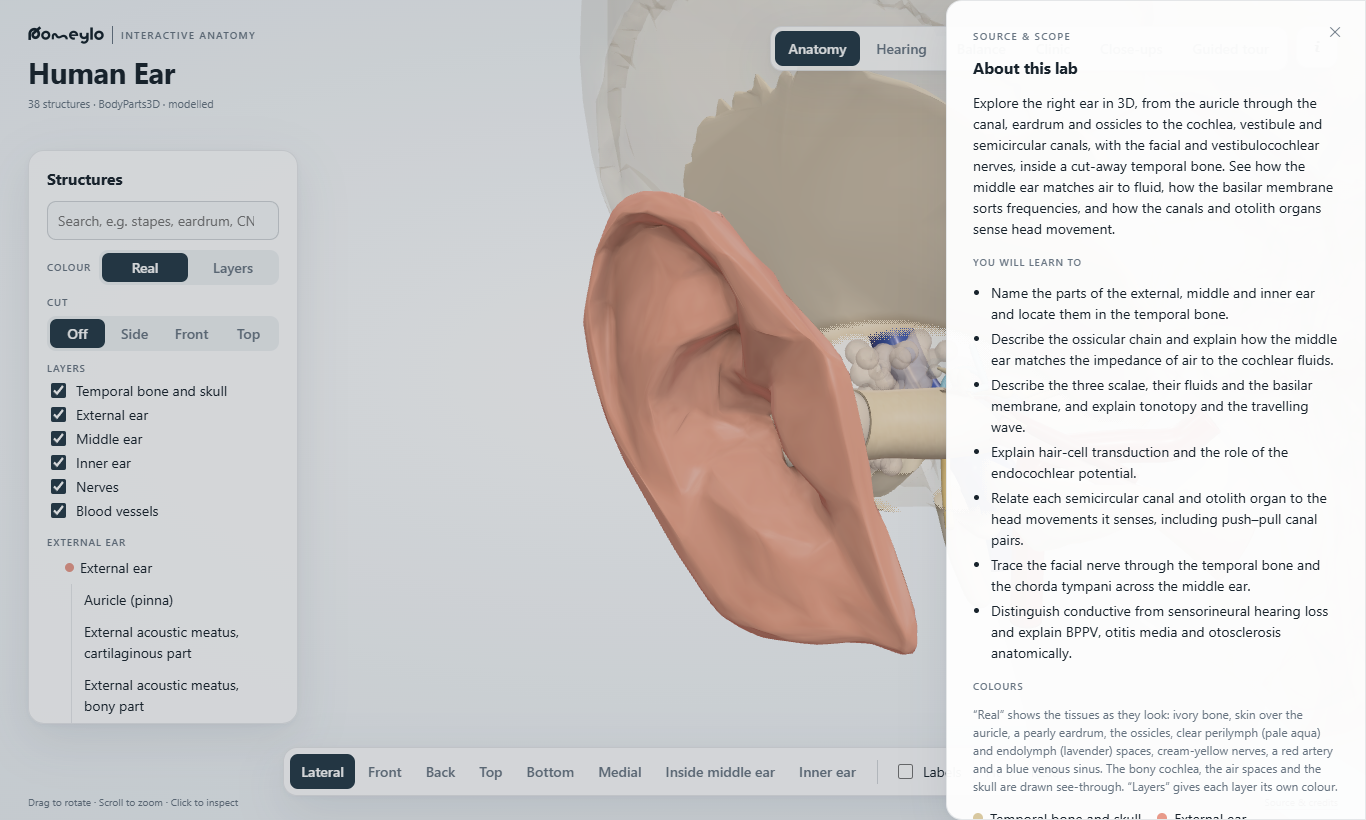 Domeylo
INTERACTIVE ANATOMY
Human Ear
38 structures · BodyParts3D · modelled
Structures
Search, e.g. stapes, eardrum, CN
COLOUR
Real
Layers
CUT
Off
Side
Front
Top
LAYERS
Temporal bone and skull
External ear
Middle ear
Inner ear
Nerves
Blood vessels
EXTERNAL EAR
External ear
Auricle (pinna)
External acoustic meatus,
cartilaginous part
External acoustic meatus,
bony part
Drag to rotate · Scroll to zoom · Click to inspect
Anatomy
Hearing
Lateral
Front
Back
Top
Bottom
Medial
Inside middle ear
Inner ear
SOURCE & SCOPE
About this lab
Explore the right ear in 3D, from the auricle through the
canal, eardrum and ossicles to the cochlea, vestibule and
semicircular canals, with the facial and vestibulocochlear
nerves, inside a cut-away temporal bone. See how the
middle ear matches air to fluid, how the basilar membrane
sorts frequencies, and how the canals and otolith organs
sense head movement.
YOU WILL LEARN TO
Name the parts of the external, middle and inner ear
and locate them in the temporal bone.
Describe the ossicular chain and explain how the middle
ear matches the impedance of air to the cochlear fluids.
Describe the three scalae, their fluids and the basilar
membrane, and explain tonotopy and the travelling
wave.
Explain hair-cell transduction and the role of the
endocochlear potential.
Relate each semicircular canal and otolith organ to the
head movements it senses, including push–pull canal
pairs.
Trace the facial nerve through the temporal bone and
the chorda tympani across the middle ear.
Distinguish conductive from sensorineural hearing loss
and explain BPPV, otitis media and otosclerosis
anatomically.
COLOURS
“Real” shows the tissues as they look: ivory bone, skin over the
auricle, a pearly eardrum, the ossicles, clear perilymph (pale aqua)
and endolymph (lavender) spaces, cream-yellow nerves, a red artery
and a blue venous sinus. The bony cochlea, the air spaces and the
skull are drawn see-through. “Layers” gives each layer its own colour.
Temporal bone and skull
External ear